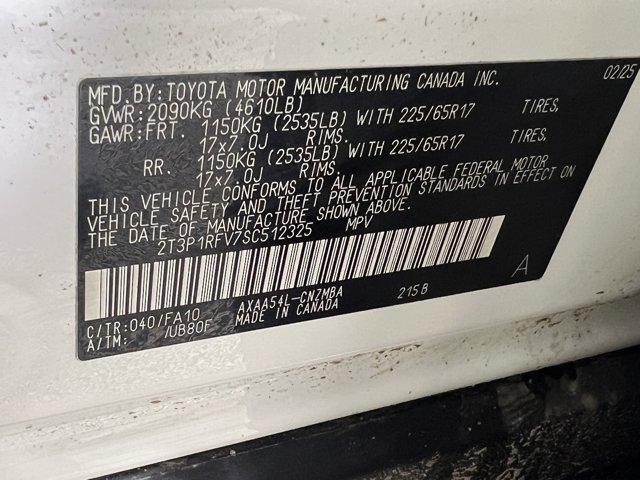 MFD. BY: TOYOTA MOTOR MANUFACTURING CANADA INC. 02/25
GVWR: 2090KG (4610LB)
GAWR: FRT. 1150KG (2535LB) WITH 225/65R17 TIRES,
17x7.0J RIMS.
RR. 1150KG (2535LB) WITH 225/65R17 TIRES,
17x7.0J RIMS.
THIS VEHICLE CONFORMS TO ALL APPLICABLE FEDERAL MOTOR
VEHICLE SAFETY AND THEFT PREVENTION STANDARDS IN EFFECT ON
THE DATE OF MANUFACTURE SHOWN ABOVE.
2T3P1RFV7SC512325 MPV
A
C/TR: 040/FA10 AXAA54L-CNZMBA 215B
A/TM: /UB80F MADE IN CANADA